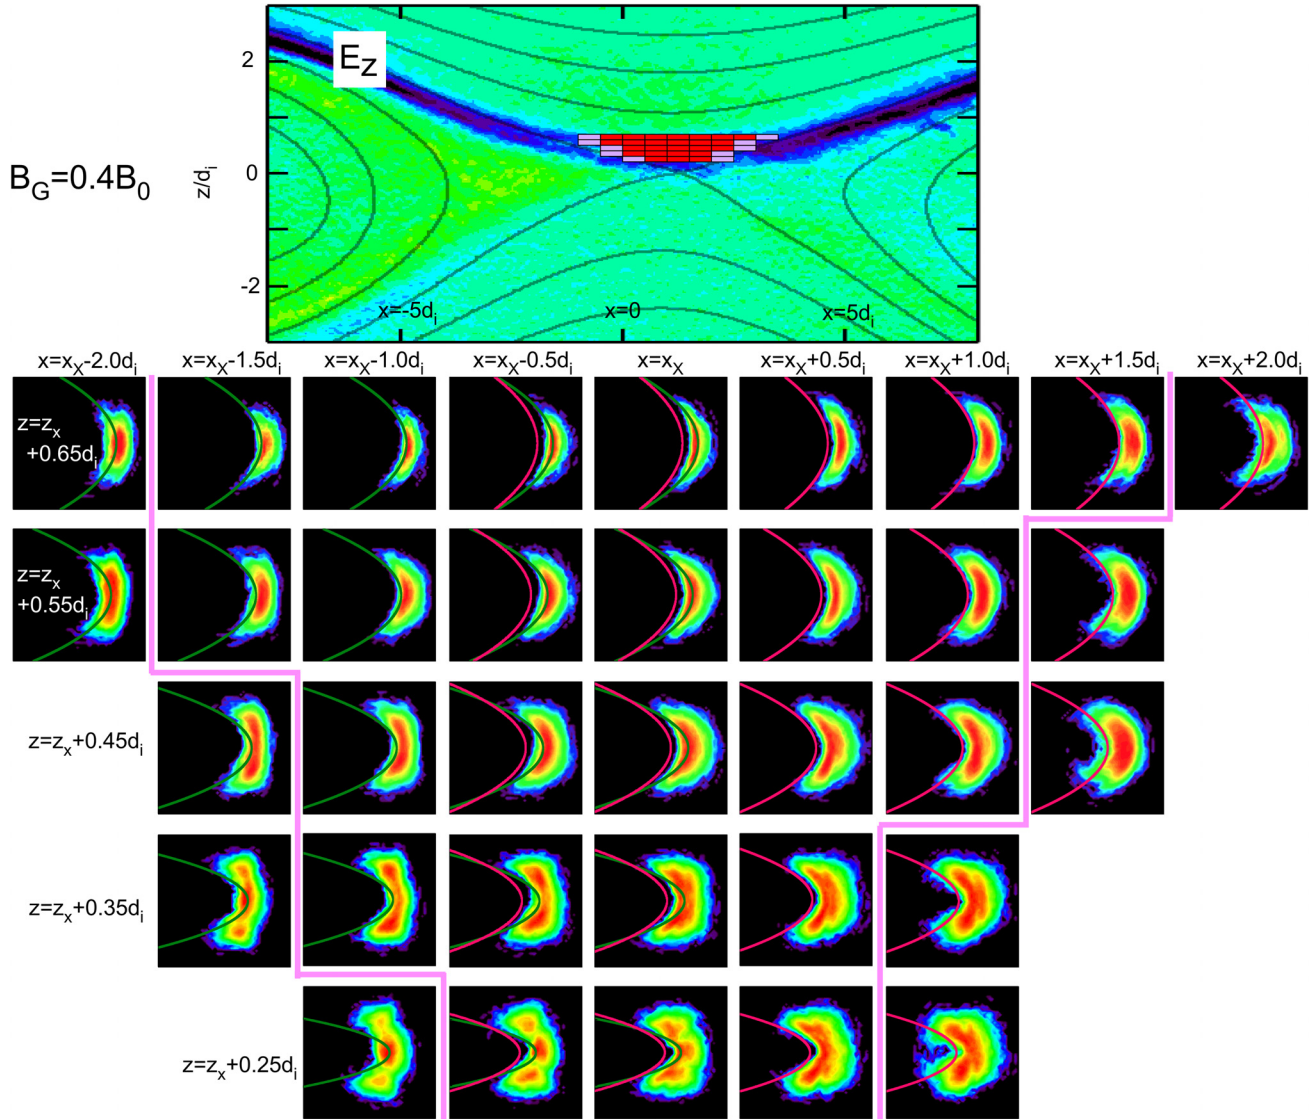 E_z
B_G=0.4B_0
z/d_i
2
0
-2
x=-5d_i
x=0
x=5d_i
x=x_X-2.0d_i
x=x_X-1.5d_i
x=x_X-1.0d_i
x=x_X-0.5d_i
x=x_X
x=x_X+0.5d_i
x=x_X+1.0d_i
x=x_X+1.5d_i
x=x_X+2.0d_i
z=z_x
+0.65d_i
z=z_x
+0.55d_i
z=z_x+0.45d_i
z=z_x+0.35d_i
z=z_x+0.25d_i